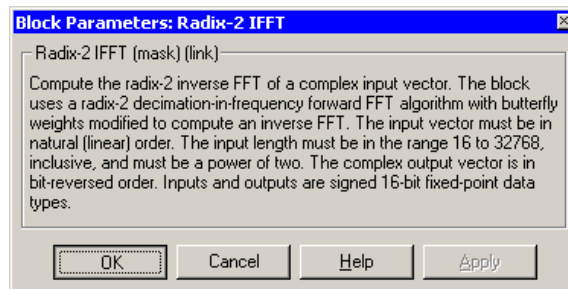 Block Parameters: Radix-2 IFFT
Radix-2 IFFT (mask) (link)
Compute the radix-2 inverse FFT of a complex input vector. The block
uses a radix-2 decimation-in-frequency forward FFT algorithm with butterfly
weights modified to compute an inverse FFT. The input vector must be in
natural (linear) order. The input length must be in the range 16 to 32768,
inclusive, and must be a power of two. The complex output vector is in
bit-reversed order. Inputs and outputs are signed 16-bit fixed-point data
types.
OK Cancel Help Apply